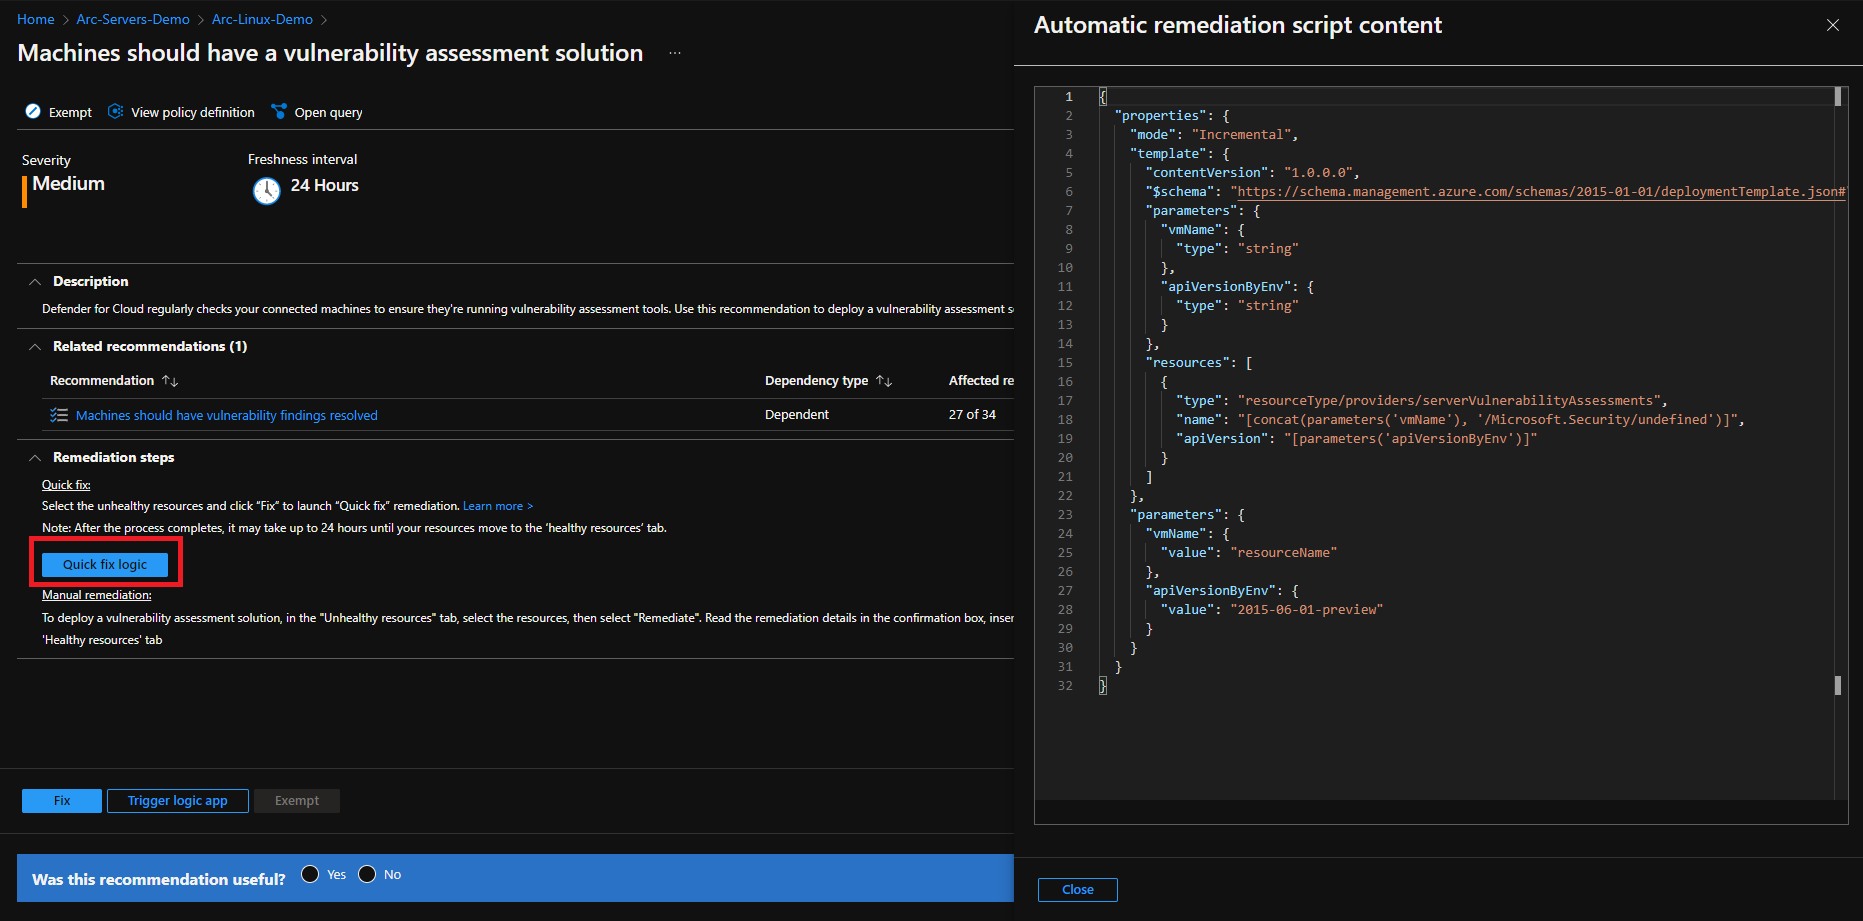 Home > Arc-Servers-Demo > Arc-Linux-Demo >
Machines should have a vulnerability assessment solution ...
Exempt View policy definition Open query
Severity
Medium
Freshness interval
24 Hours
Description
Defender for Cloud regularly checks your connected machines to ensure they're running vulnerability assessment tools. Use this recommendation to deploy a vulnerability assessment s
Related recommendations (1)
Recommendation ↑↓ Dependency type ↑↓ Affected re
Machines should have vulnerability findings resolved Dependent 27 of 34
Remediation steps
Quick fix:
Select the unhealthy resources and click “Fix” to launch “Quick fix” remediation. Learn more >
Note: After the process completes, it may take up to 24 hours until your resources move to the ‘healthy resources’ tab.
Quick fix logic
Manual remediation:
To deploy a vulnerability assessment solution, in the "Unhealthy resources" tab, select the resources, then select "Remediate". Read the remediation details in the confirmation box, inser
'Healthy resources' tab
Fix Trigger logic app Exempt
Was this recommendation useful? Yes No
Automatic remediation script content
1 {
2 "properties": {
3 "mode": "Incremental",
4 "template": {
5 "contentVersion": "1.0.0.0",
6 "$schema": "https://schema.management.azure.com/schemas/2015-01-01/deploymentTemplate.json#
7 "parameters": {
8 "vmName": {
9 "type": "string"
10 },
11 "apiVersionByEnv": {
12 "type": "string"
13 }
14 },
15 "resources": [
16 {
17 "type": "resourceType/providers/serverVulnerabilityAssessments",
18 "name": "[concat(parameters('vmName'), '/Microsoft.Security/undefined')]",
19 "apiVersion": "[parameters('apiVersionByEnv')]"
20 }
21 ]
22 },
23 "parameters": {
24 "vmName": {
25 "value": "resourceName"
26 },
27 "apiVersionByEnv": {
28 "value": "2015-06-01-preview"
29 }
30 }
31 }
32 }
Close